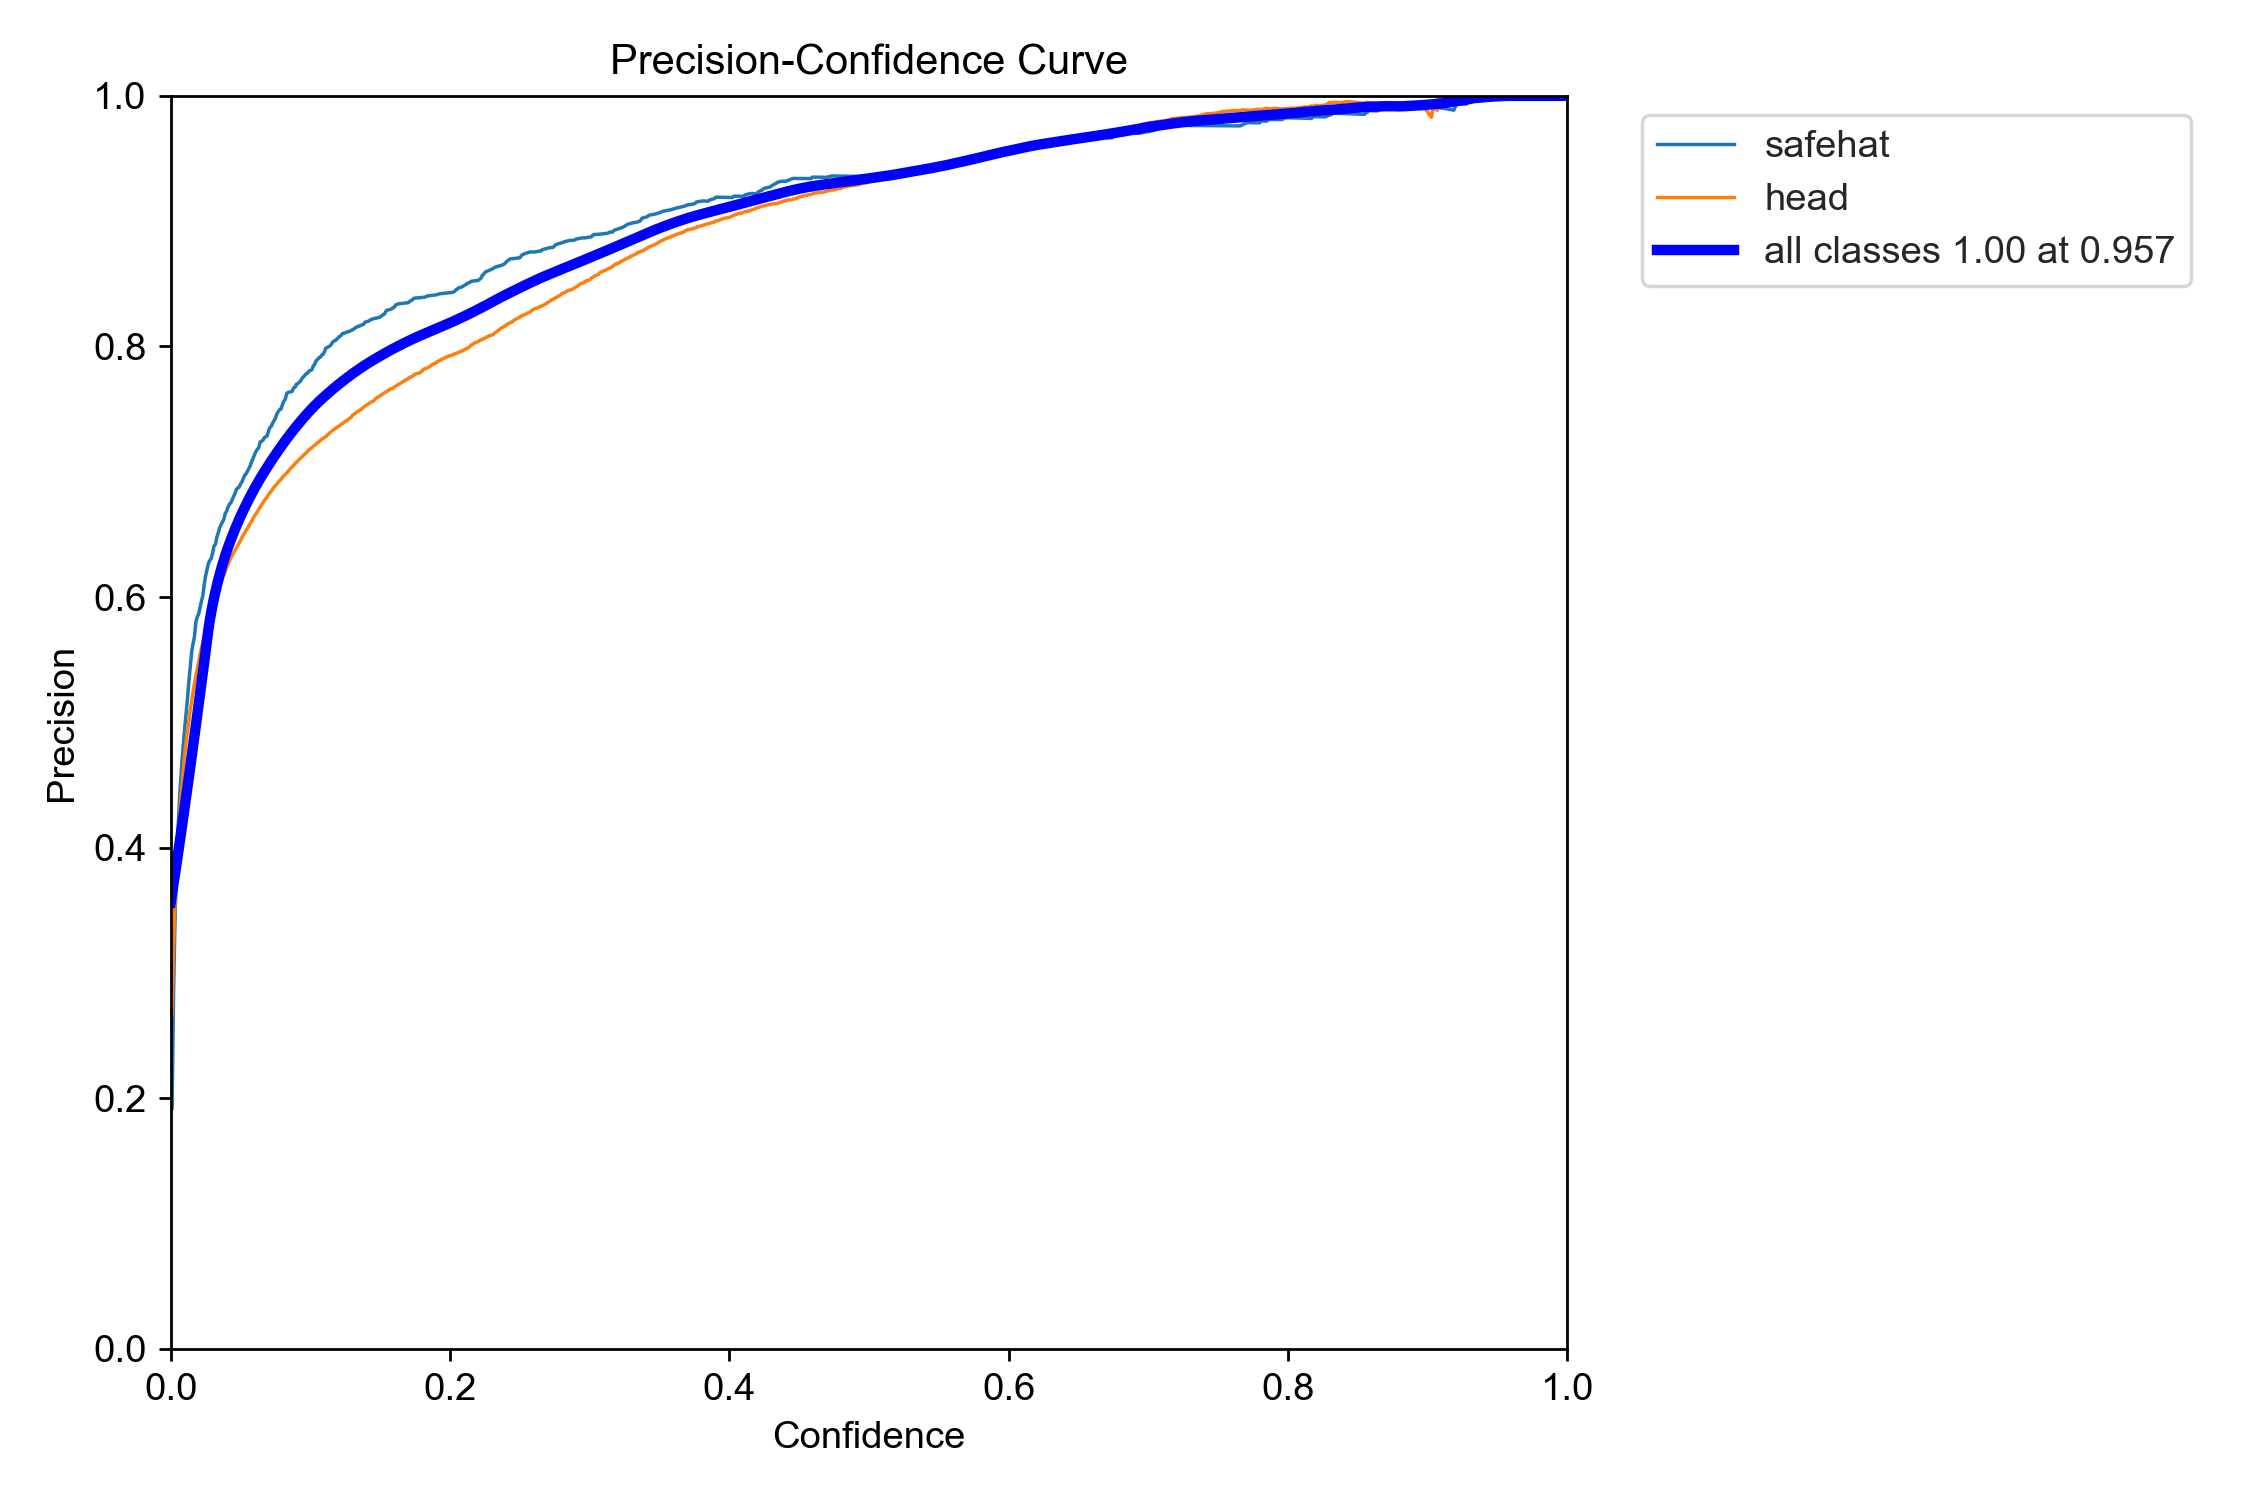 Precision-Confidence Curve
1.0
0.8
0.6
0.4
0.2
0.0
Precision
0.0 0.2 0.4 0.6 0.8 1.0
Confidence
safehat
head
all classes 1.00 at 0.957